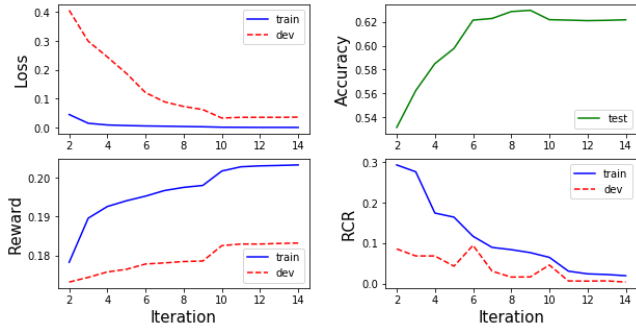 Loss
0.4
0.3
0.2
0.1
0.0
train
dev
2 4 6 8 10 12 14
Accuracy
0.62
0.60
0.58
0.56
0.54
test
2 4 6 8 10 12 14
Reward
0.20
0.19
0.18
train
dev
2 4 6 8 10 12 14
Iteration
RCR
0.3
0.2
0.1
0.0
train
dev
2 4 6 8 10 12 14
Iteration